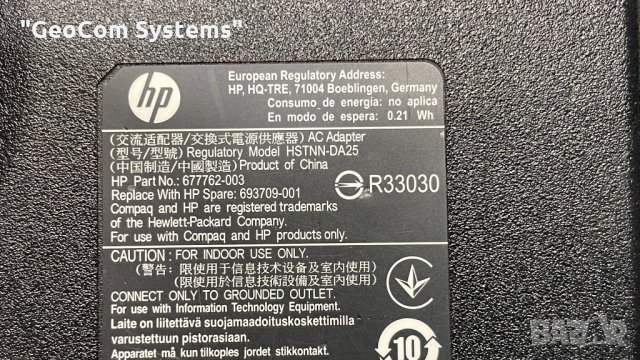 "GeoCom Systems"
hp
European Regulatory Address:
HP, HQ-TRE, 71004 Boeblingen, Germany
Consumo de energia: no aplica
En modo de espera: 0.21 Wh
(交流适配器/交換式電源供應器) AC Adapter
(型号/型號) Regulatory Model HSTNN-DA25
(中国制造/中國製造) Product of China
HP Part No.: 677762-003
Replace With HP Spare: 693709-001
R33030
Compaq and HP are registered trademarks
of the Hewlett-Packard Company.
For use with Compaq and HP products only.
CAUTION : FOR INDOOR USE ONLY.
(警告: 限使用于信息技术设备及室内使用)
(限使用於信息技術設備及室內使用)
CONNECT ONLY TO GROUNDED OUTLET.
For use with Information Technology Equipment.
Laite on liitettävä suojamaadoituskoskettimilla
varustettuun pistorasiaan.
Apparatet må kun tilkoples jordet stikkontakt.
10
BAZAR